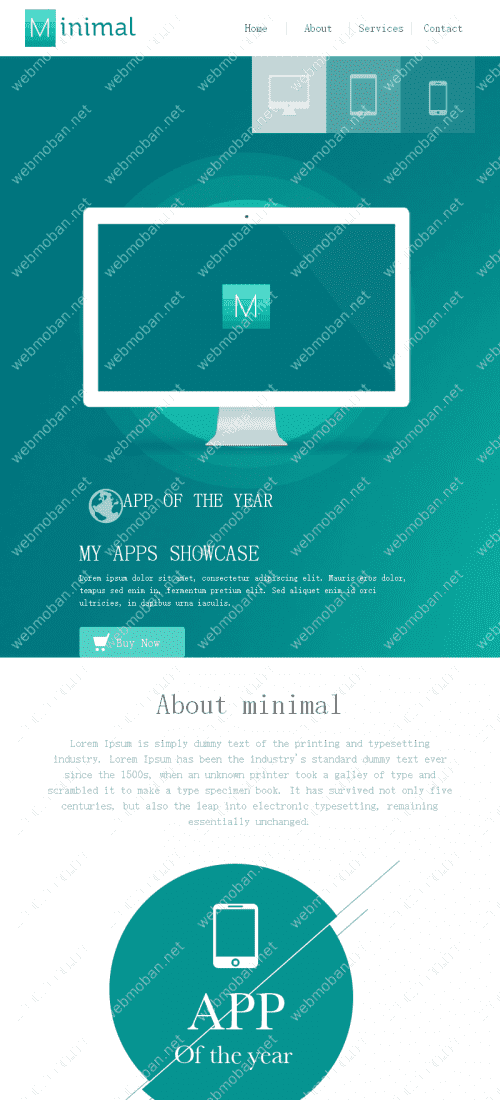 Minimal
Home
About
Services
Contact
M
APP OF THE YEAR
MY APPS SHOWCASE
Lorem ipsum dolor sit amet, consectetur adipiscing elit. Mauris eros dolor,
tempus sed enim in, fermentum pretium elit. Sed aliquet enim id orci
ultricies, in dapibus urna iaculis.
Buy Now
About minimal
Lorem Ipsum is simply dummy text of the printing and typesetting
industry. Lorem Ipsum has been the industry's standard dummy text ever
since the 1500s, when an unknown printer took a galley of type and
scrambled it to make a type specimen book. It has survived not only five
centuries, but also the leap into electronic typesetting, remaining
essentially unchanged.
APP
Of the year
webmoban.net